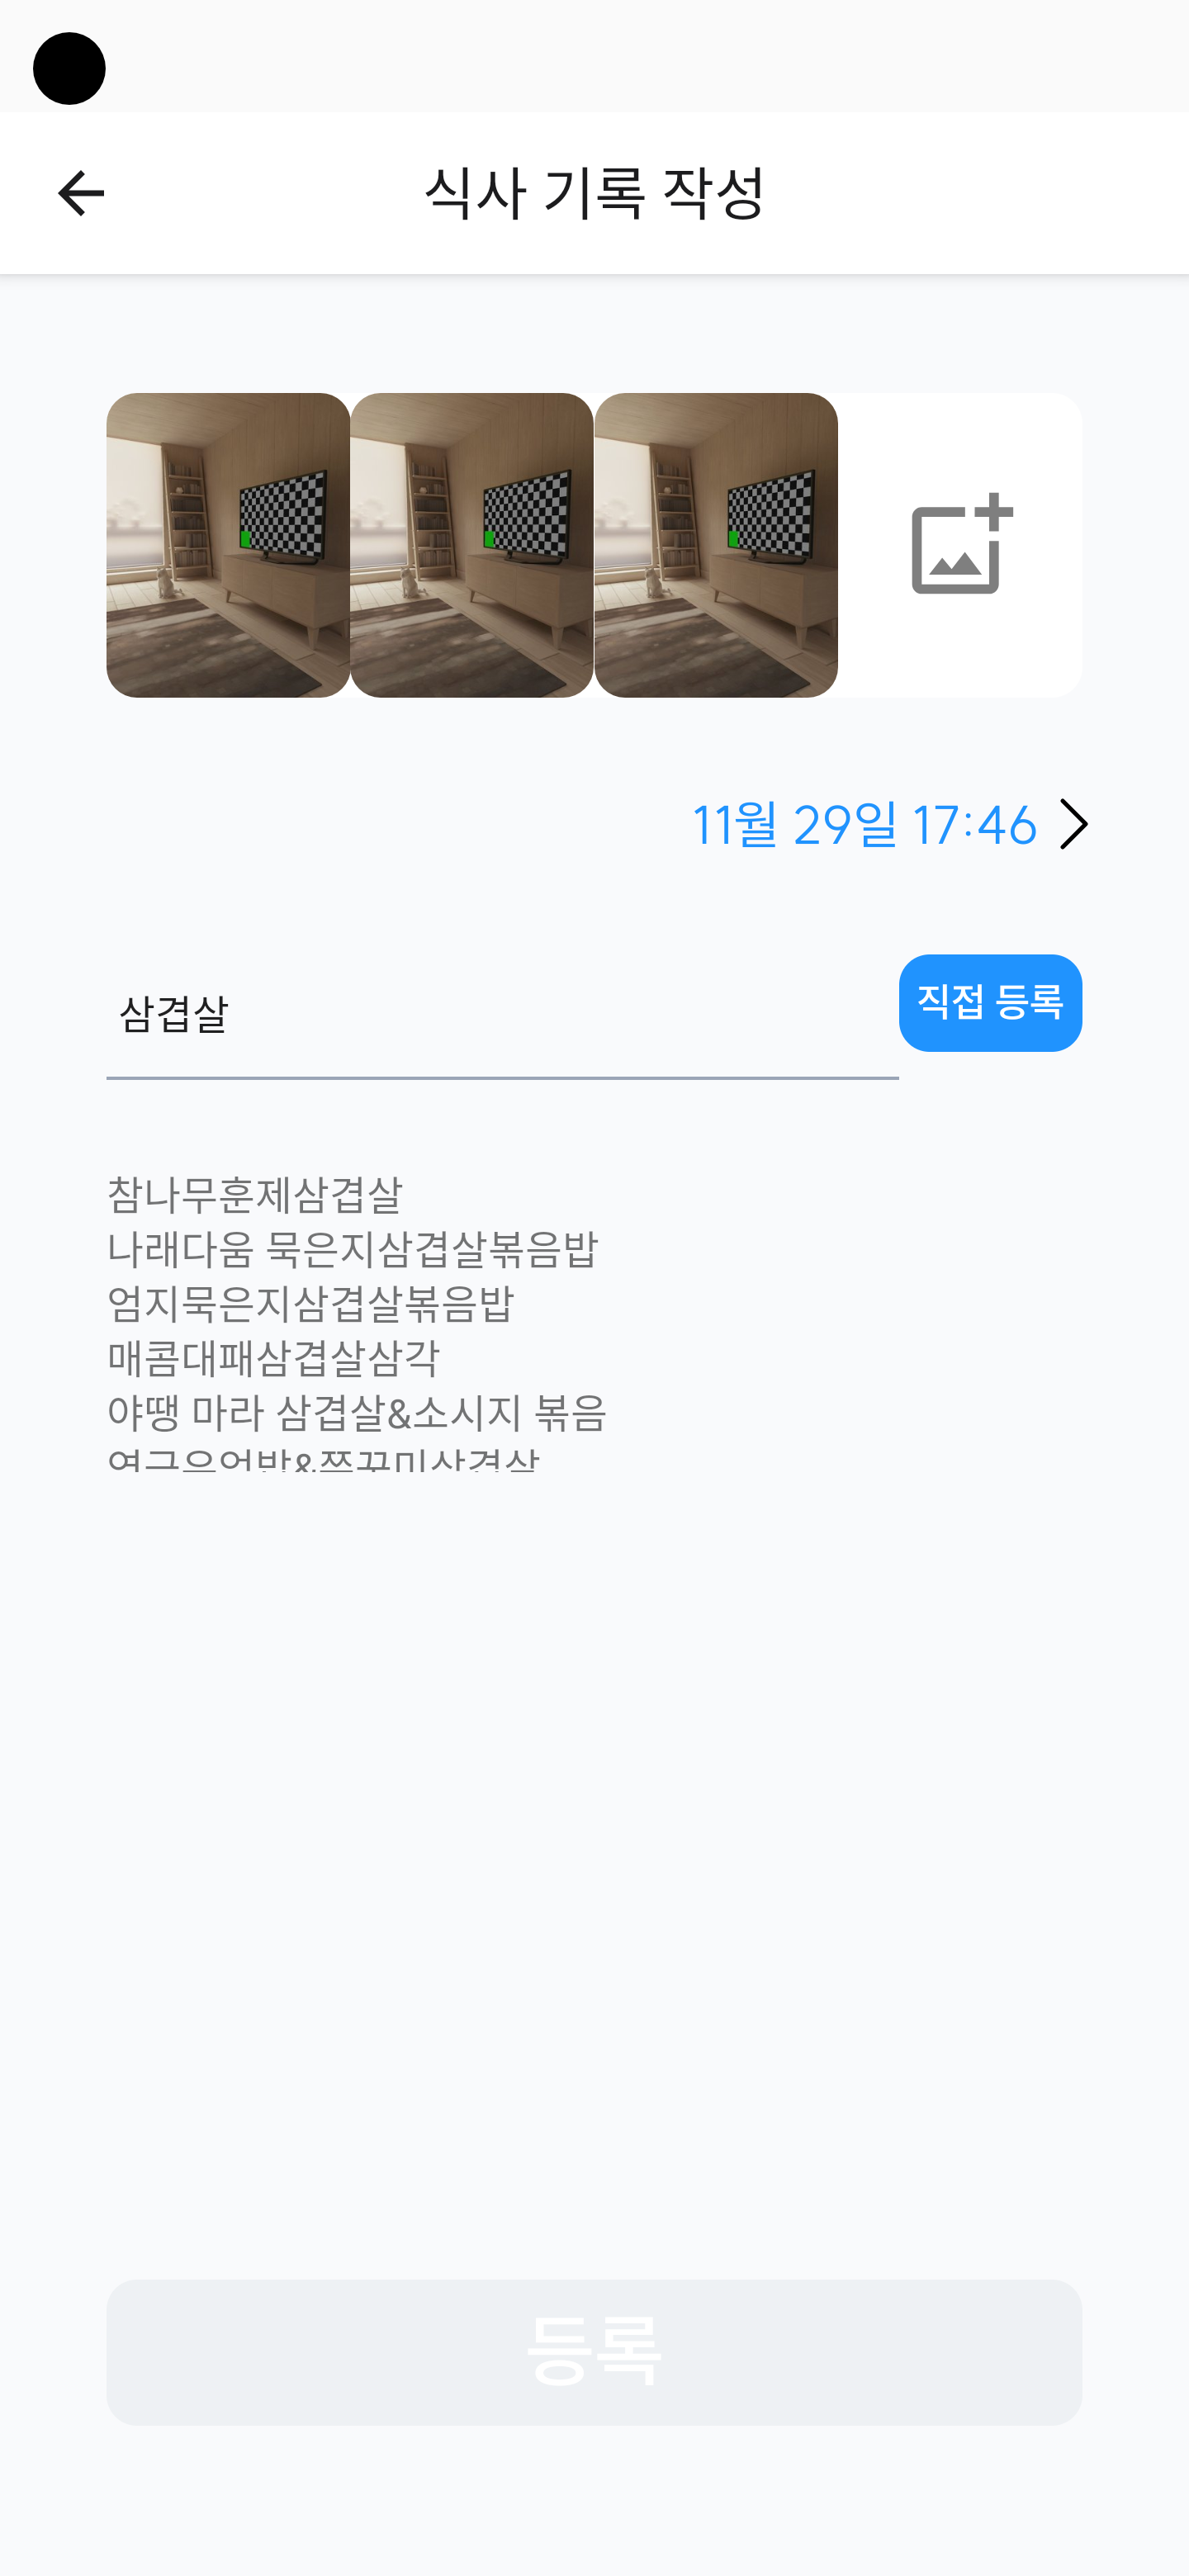 식사 기록 작성
11월 29일 17:46
삼겹살
직접 등록
참나무훈제삼겹살
나래다움 묵은지삼겹살볶음밥
엄지묵은지삼겹살볶음밥
매콤대패삼겹살삼각
야땡 마라 삼겹살&소시지 볶음
등록